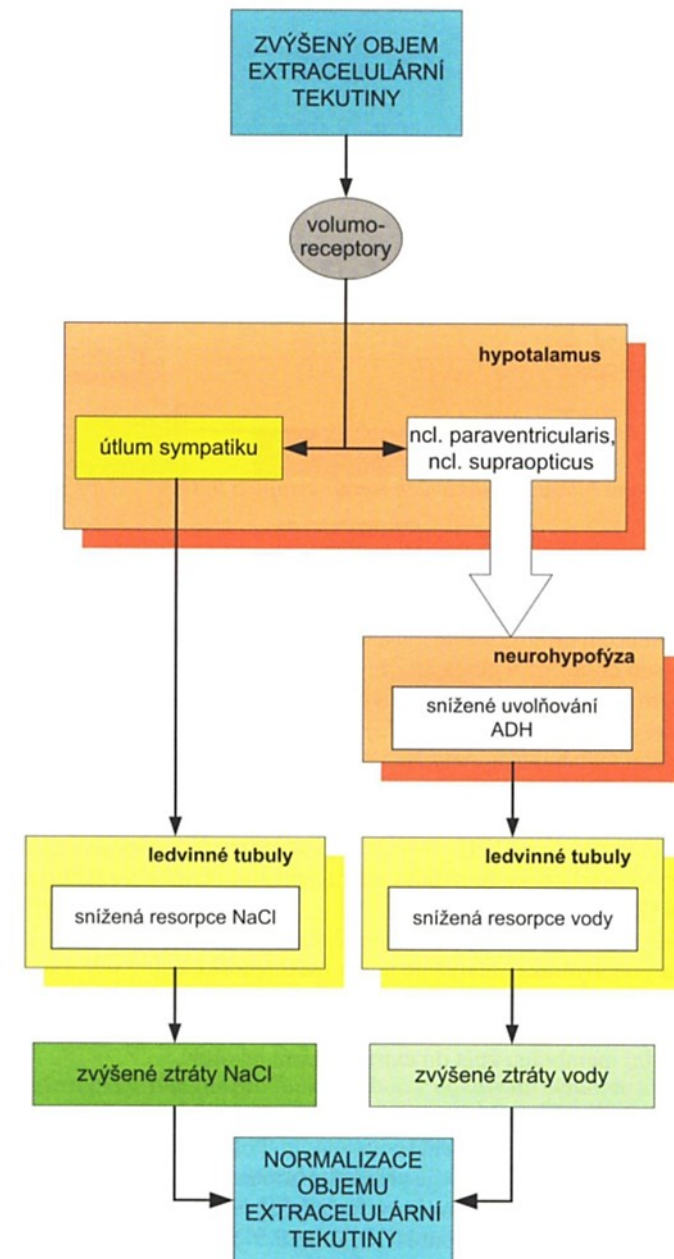 ZVÝŠENÝ OBJEM
EXTRACELULÁRNÍ
TEKUTINY
volumo-
receptory
hypotalamus
útlum sympatiku
ncl. paraventricularis,
ncl. supraopticus
neurohypofýza
snížené uvolňování
ADH
ledvinné tubuly
snížená resorpce NaCl
ledvinné tubuly
snížená resorpce vody
zvýšené ztráty NaCl
zvýšené ztráty vody
NORMALIZACE
OBJEMU
EXTRACELULÁRNÍ
TEKUTINY